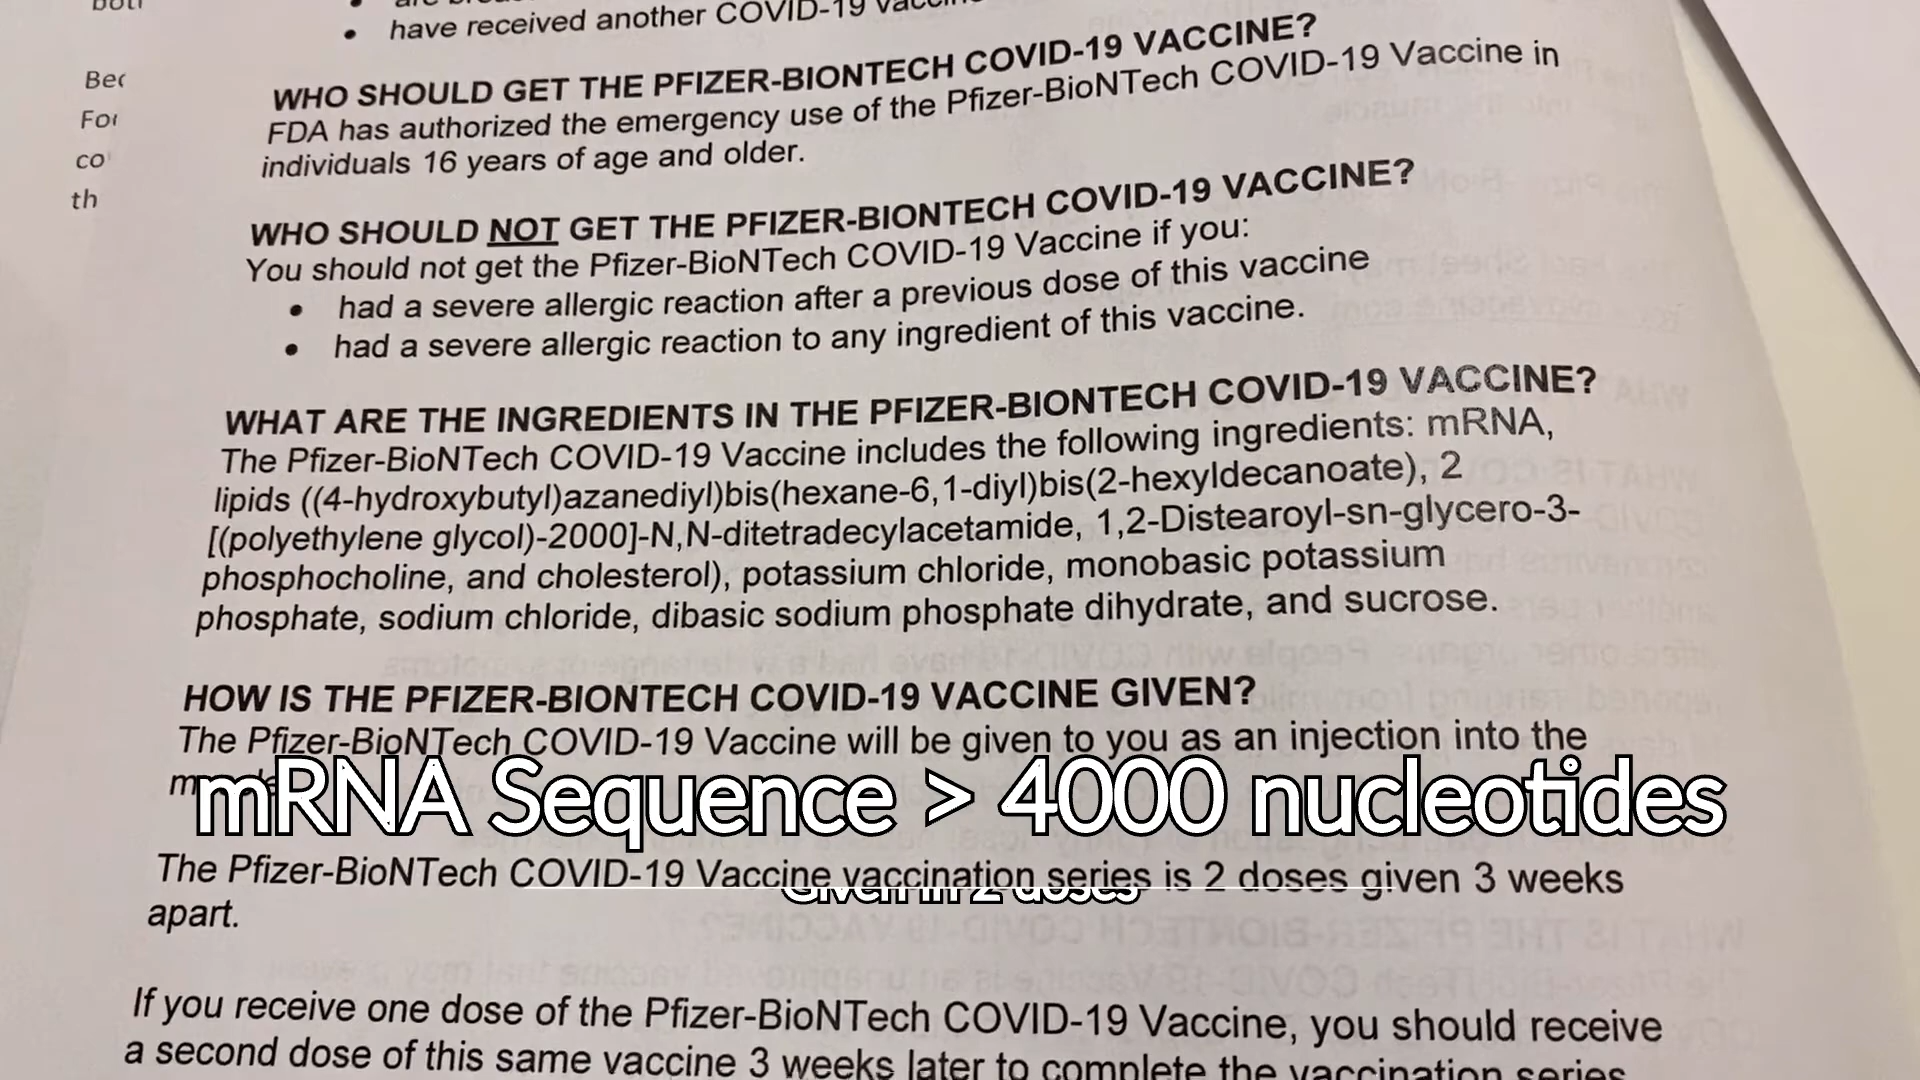 have received another COVID-19
WHO SHOULD GET THE PFIZER-BIONTECH COVID-19 VACCINE?
FDA has authorized the emergency use of the Pfizer-BioNTech COVID-19 Vaccine in
individuals 16 years of age and older.
WHO SHOULD NOT GET THE PFIZER-BIONTECH COVID-19 VACCINE?
You should not get the Pfizer-BioNTech COVID-19 Vaccine if you:
• had a severe allergic reaction after a previous dose of this vaccine
• had a severe allergic reaction to any ingredient of this vaccine.
WHAT ARE THE INGREDIENTS IN THE PFIZER-BIONTECH COVID-19 VACCINE?
The Pfizer-BioNTech COVID-19 Vaccine includes the following ingredients: mRNA,
lipids ((4-hydroxybutyl)azanediyl)bis(hexane-6,1-diyl)bis(2-hexyldecanoate), 2
[(polyethylene glycol)-2000]-N,N-ditetradecylacetamide, 1,2-Distearoyl-sn-glycero-3-
phosphocholine, and cholesterol), potassium chloride, monobasic potassium
phosphate, sodium chloride, dibasic sodium phosphate dihydrate, and sucrose.
HOW IS THE PFIZER-BIONTECH COVID-19 VACCINE GIVEN?
The Pfizer-BioNTech COVID-19 Vaccine will be given to you as an injection into the
mRNA Sequence > 4000 nucleotides
The Pfizer-BioNTech COVID-19 Vaccine vaccination series is 2 doses given 3 weeks
Given in 2 doses
apart.
If you receive one dose of the Pfizer-BioNTech COVID-19 Vaccine, you should receive
a second dose of this same vaccine 3 weeks later to complete the vaccination series.